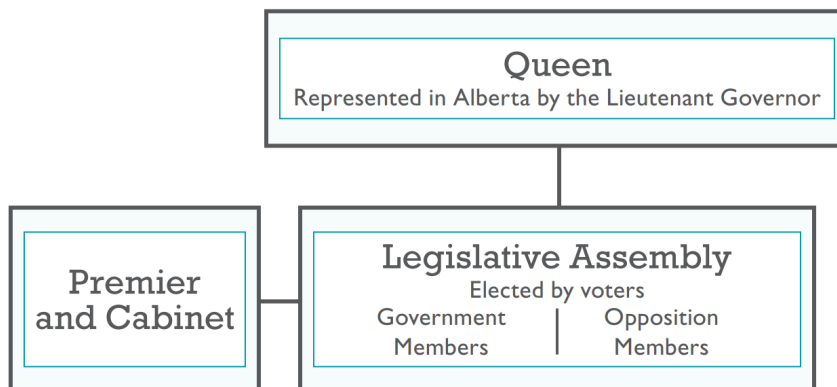 Queen
Represented in Alberta by the Lieutenant Governor
Premier
and Cabinet
Legislative Assembly
Elected by voters
Government
Members
Opposition
Members